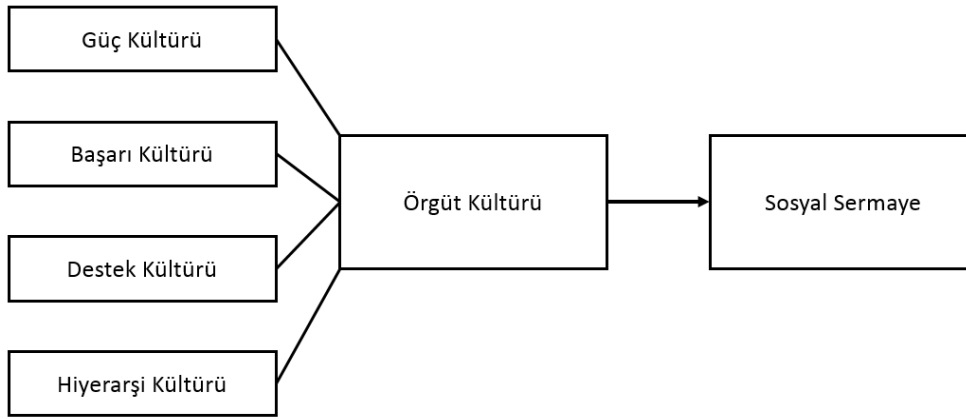 Güç Kültürü
Başarı Kültürü
Destek Kültürü
Hiyerarşi Kültürü
Örgüt Kültürü
Sosyal Sermaye